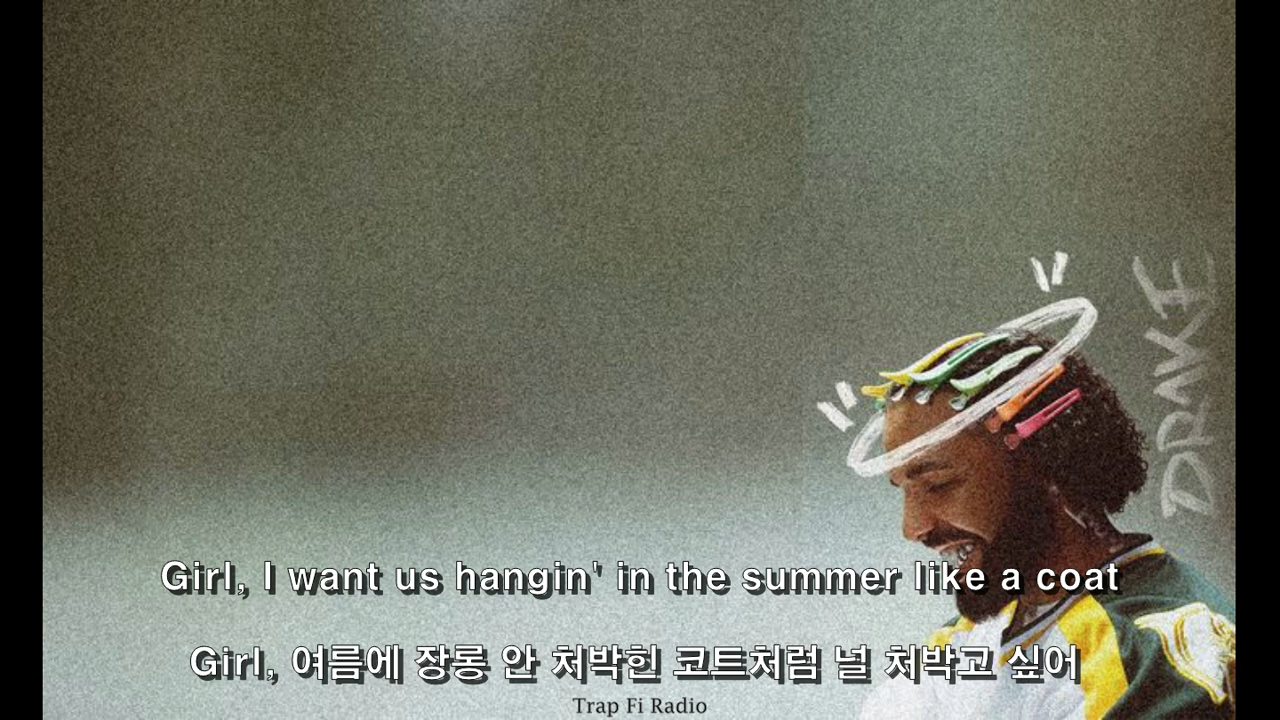 DRAKE
Girl, I want us hangin' in the summer like a coat
Girl, 여름에 장롱 안 처박힌 코트처럼 널 처박고 싶어
Trap Fi Radio